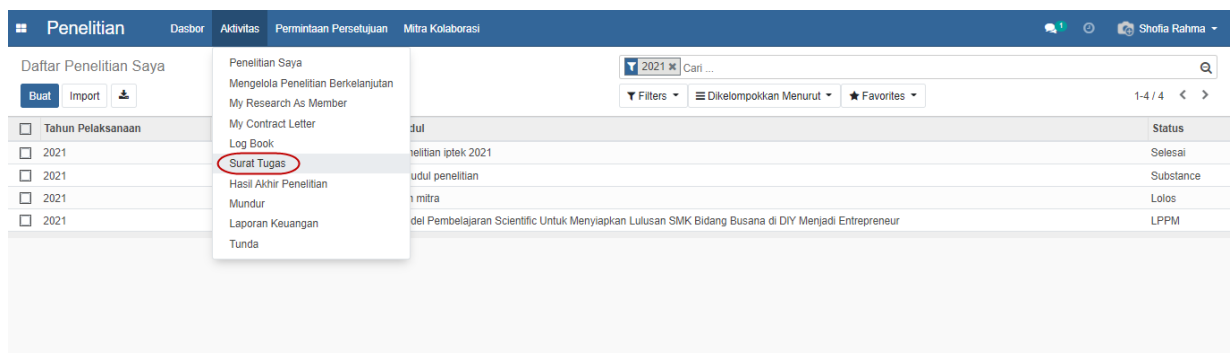 Penelitian Dasbor Aktivitas Permintaan Persetujuan Mitra Kolaborasi 1 Shofia Rahma
Daftar Penelitian Saya
2021 Cari ...
Buat Import
Filters Dikelompokkan Menurut Favorites 1-4 / 4
Penelitian Saya
Mengelola Penelitian Berkelanjutan
My Research As Member
My Contract Letter
Log Book
Surat Tugas
Hasil Akhir Penelitian
Mundur
Laporan Keuangan
Tunda
Tahun Pelaksanaan dul Status
2021 nelitian iptek 2021 Selesai
2021 udul penelitian Substance
2021 mitra Lolos
2021 del Pembelajaran Scientific Untuk Menyiapkan Lulusan SMK Bidang Busana di DIY Menjadi Entrepreneur LPPM